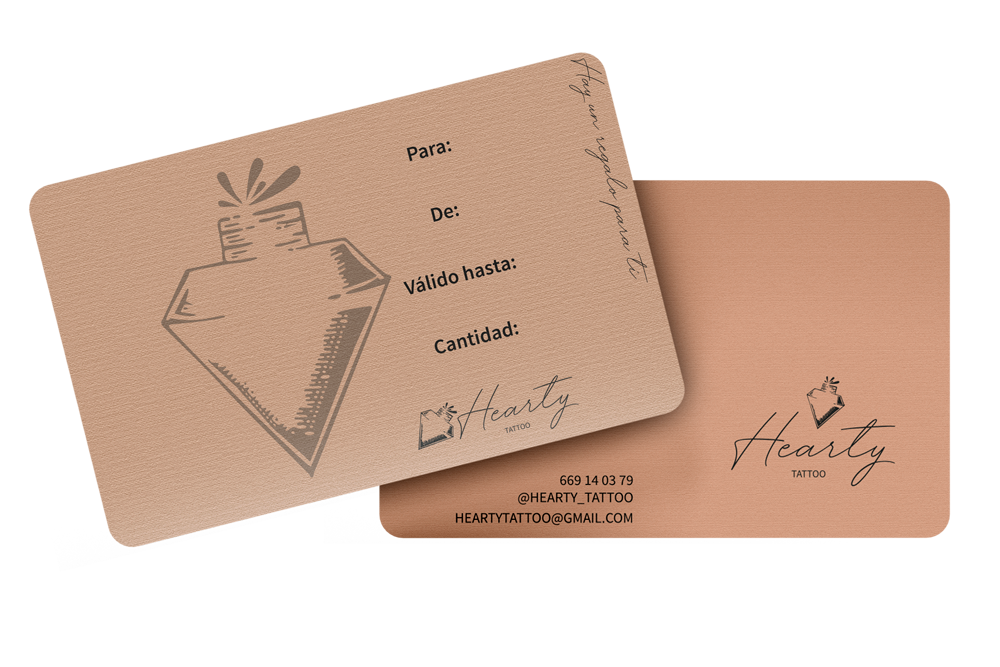 Hay un regalo para ti
Para:
De:
Válido hasta:
Cantidad:
Hearty
TATTOO
669 14 03 79
@HEARTY_TATTOO
HEARTYTATTOO@GMAIL.COM
Hearty
TATTOO